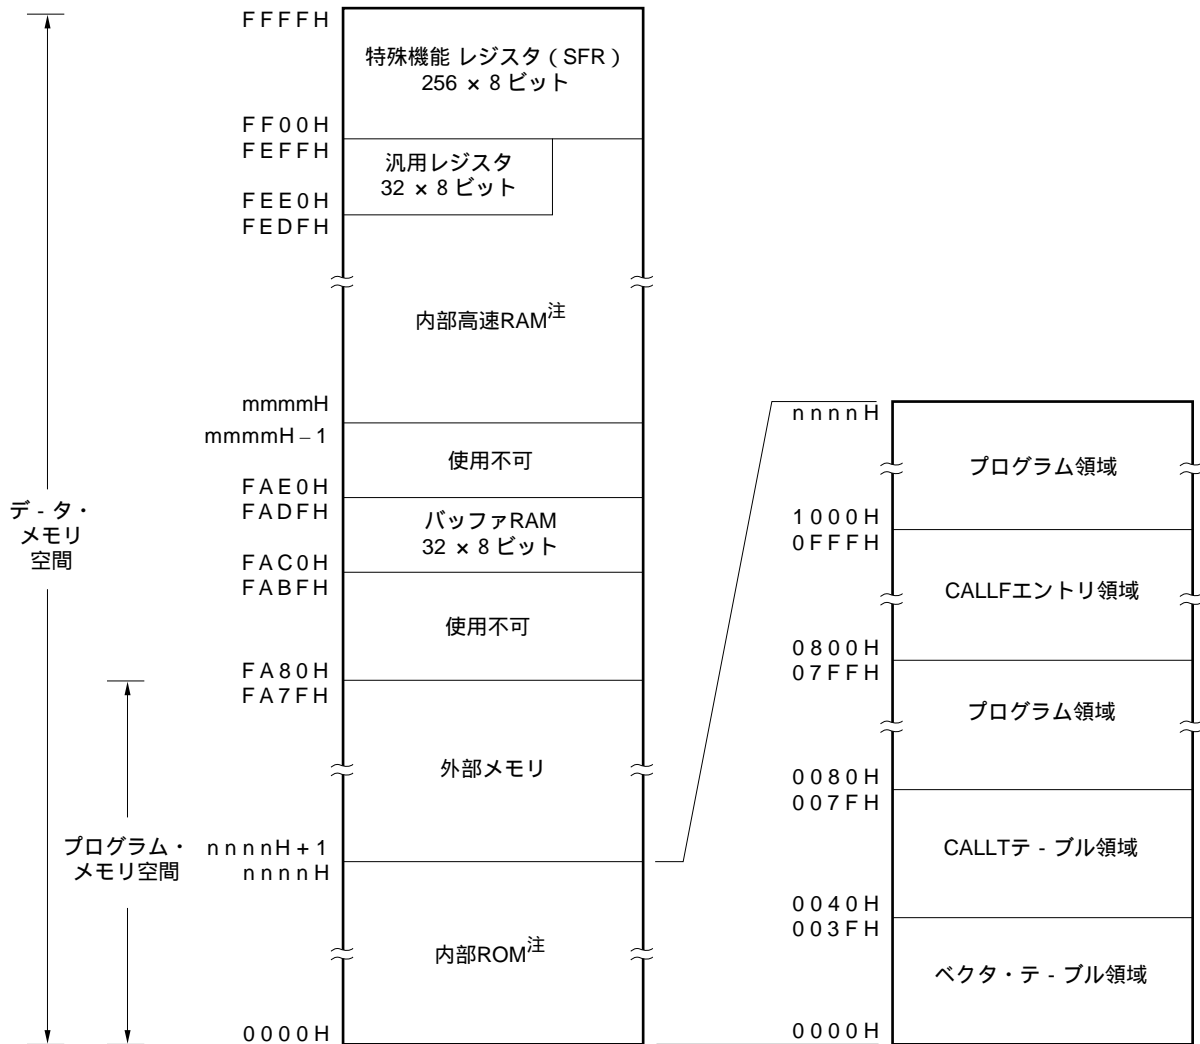 FFFFH
特殊機能 レジスタ ( SFR )
256 × 8 ビット
FF00H
FEFFH
汎用レジスタ
32 × 8 ビット
FEE0H
FEDFH
内部高速RAM注
mmmmH
mmmmH – 1
使用不可
FAE0H
FADFH
バッファRAM
32 × 8 ビット
FAC0H
FABFH
使用不可
FA80H
FA7FH
外部メモリ
nnnnH + 1
nnnnH
内部ROM注
0000H
デ - タ・
メモリ
空間
プログラム・
メモリ空間
nnnnH
プログラム領域
1000H
0FFFH
CALLFエントリ領域
0800H
07FFH
プログラム領域
0080H
007FH
CALLTテ - ブル領域
0040H
003FH
ベクタ・テ - ブル領域
0000H